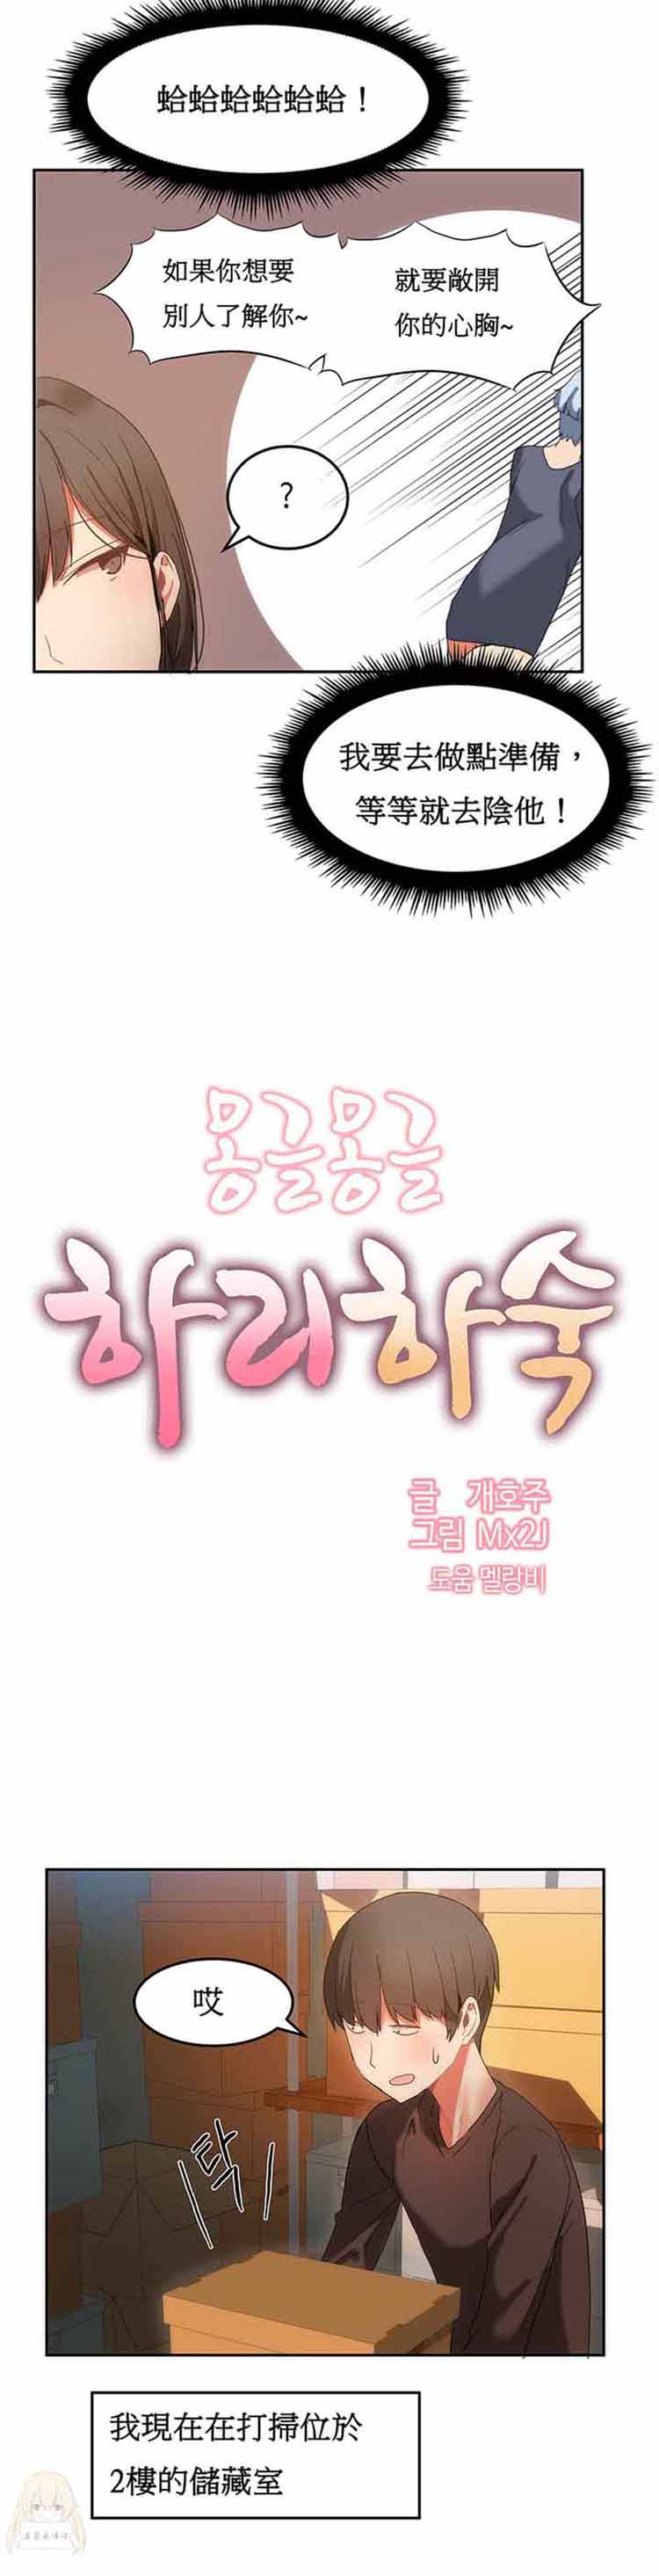 蛤蛤蛤蛤蛤蛤！
如果你想要
別人了解你~
就要敞開
你的心胸~
?
我要去做點準備，
等等就去陰他！
몽글몽글
하리하숙
글 개호주
그림 Mx2J
도움 멜랑비
哎
탁
我現在在打掃位於
2樓的儲藏室